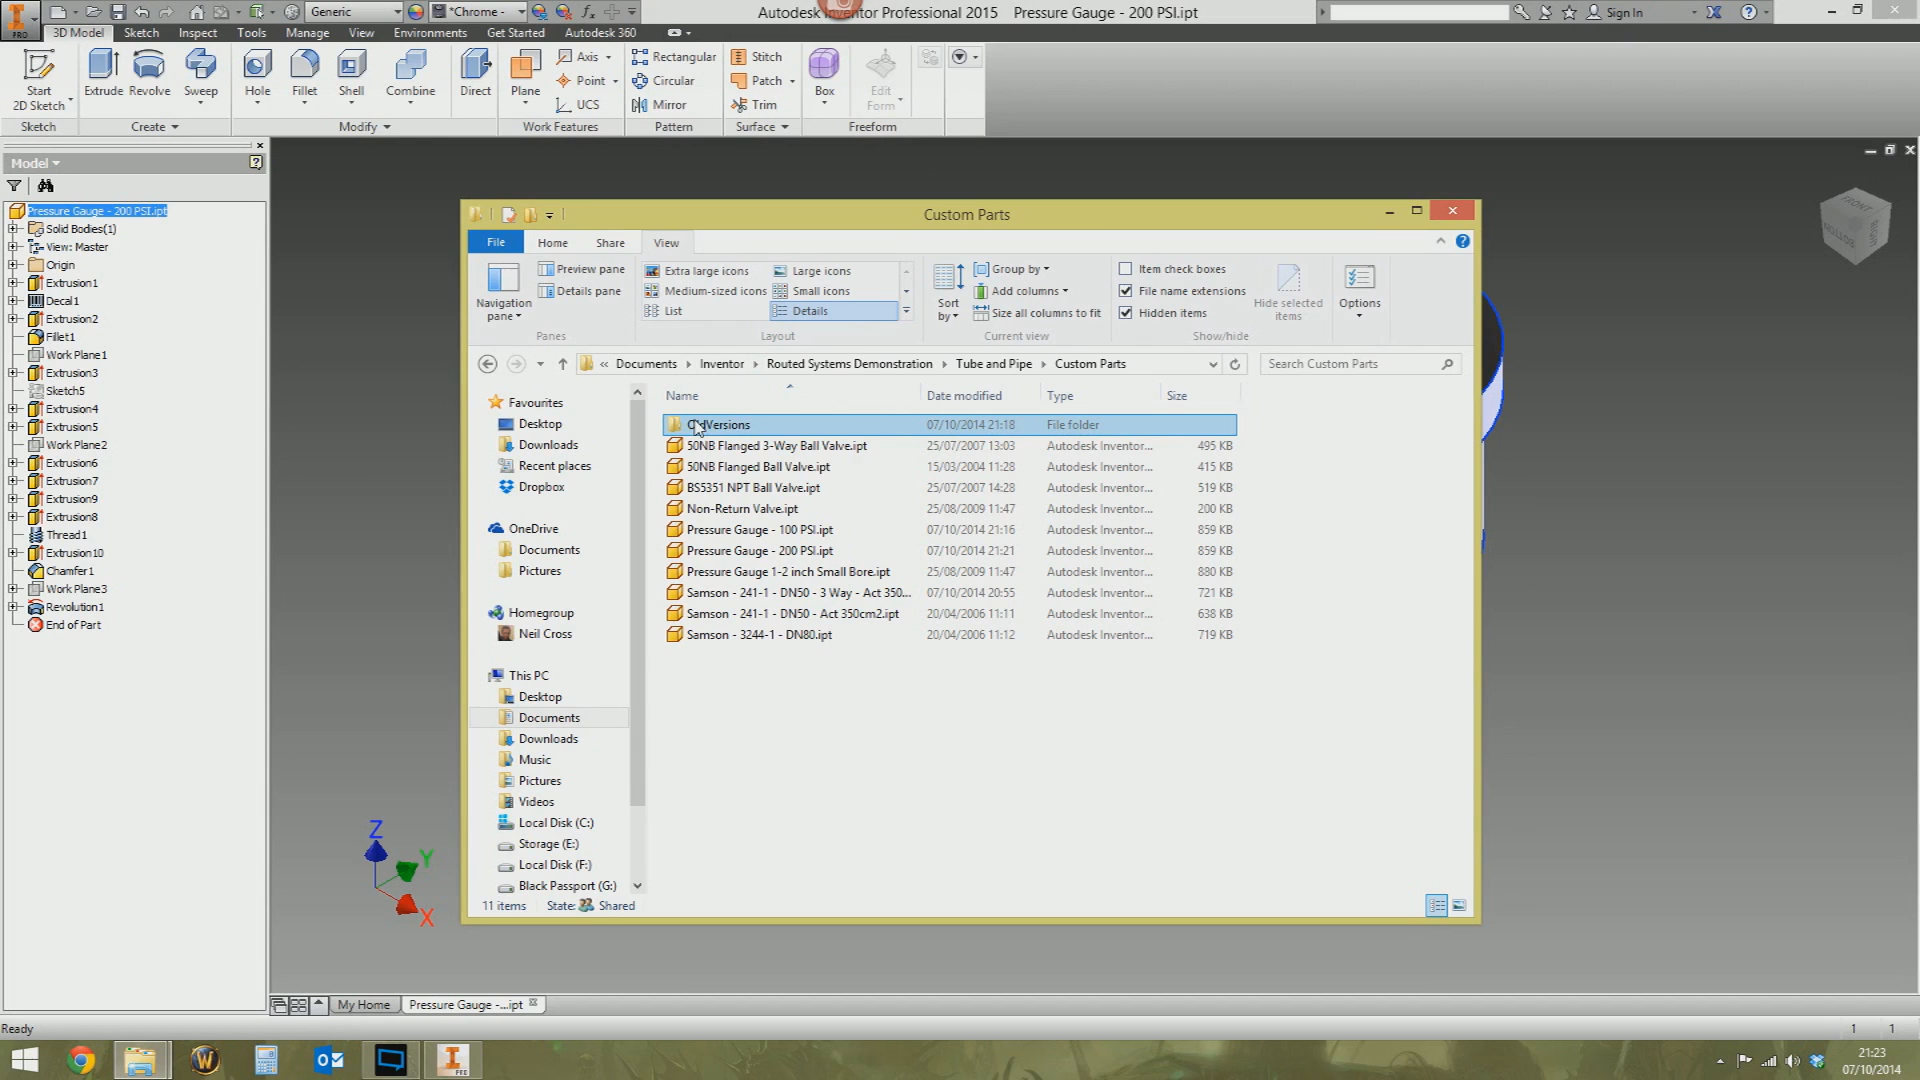 Generic
*Chrome -
Autodesk Inventor Professional 2015 Pressure Gauge - 200 PSI.ipt
Sign In
PRO
3D Model Sketch Inspect Tools Manage View Environments Get Started Autodesk 360
Start
2D Sketch
Extrude Revolve Sweep
Hole Fillet Shell Combine
Direct
Plane
Axis
Point
UCS
Rectangular
Circular
Mirror
Stitch
Patch
Trim
Box
Edit
Form
Sketch Create Modify Work Features Pattern Surface Freeform
Model
Pressure Gauge - 200 PSI.ipt
Solid Bodies(1)
View: Master
Origin
Extrusion1
Decal1
Extrusion2
Fillet1
Work Plane1
Extrusion3
Sketch5
Extrusion4
Extrusion5
Work Plane2
Extrusion6
Extrusion7
Extrusion9
Extrusion8
Thread1
Extrusion10
Chamfer1
Work Plane3
Revolution1
End of Part
FRONT
RIGHT
BOTTOM
Z
Y
X
Custom Parts
File Home Share View
Navigation
pane
Preview pane
Details pane
Panes
Extra large icons Large icons
Medium-sized icons Small icons
List Details
Layout
Sort
by
Group by
Add columns
Size all columns to fit
Current view
Item check boxes
File name extensions
Hidden items
Hide selected
items
Show/hide
Options
« Documents Inventor Routed Systems Demonstration Tube and Pipe Custom Parts
Search Custom Parts
Favourites
Desktop
Downloads
Recent places
Dropbox
OneDrive
Documents
Pictures
Homegroup
Neil Cross
This PC
Desktop
Documents
Downloads
Music
Pictures
Videos
Local Disk (C:)
Storage (E:)
Local Disk (F:)
Black Passport (G:)
Name Date modified Type Size
OldVersions 07/10/2014 21:18 File folder
50NB Flanged 3-Way Ball Valve.ipt 25/07/2007 13:03 Autodesk Inventor... 495 KB
50NB Flanged Ball Valve.ipt 15/03/2004 11:28 Autodesk Inventor... 415 KB
BS5351 NPT Ball Valve.ipt 25/07/2007 14:28 Autodesk Inventor... 519 KB
Non-Return Valve.ipt 25/08/2009 11:47 Autodesk Inventor... 200 KB
Pressure Gauge - 100 PSI.ipt 07/10/2014 21:16 Autodesk Inventor... 859 KB
Pressure Gauge - 200 PSI.ipt 07/10/2014 21:21 Autodesk Inventor... 859 KB
Pressure Gauge 1-2 inch Small Bore.ipt 25/08/2009 11:47 Autodesk Inventor... 880 KB
Samson - 241-1 - DN50 - 3 Way - Act 350... 07/10/2014 20:55 Autodesk Inventor... 721 KB
Samson - 241-1 - DN50 - Act 350cm2.ipt 20/04/2006 11:11 Autodesk Inventor... 638 KB
Samson - 3244-1 - DN80.ipt 20/04/2006 11:12 Autodesk Inventor... 719 KB
11 items State: Shared
My Home Pressure Gauge -...ipt
Ready
1 1
21:23
07/10/2014